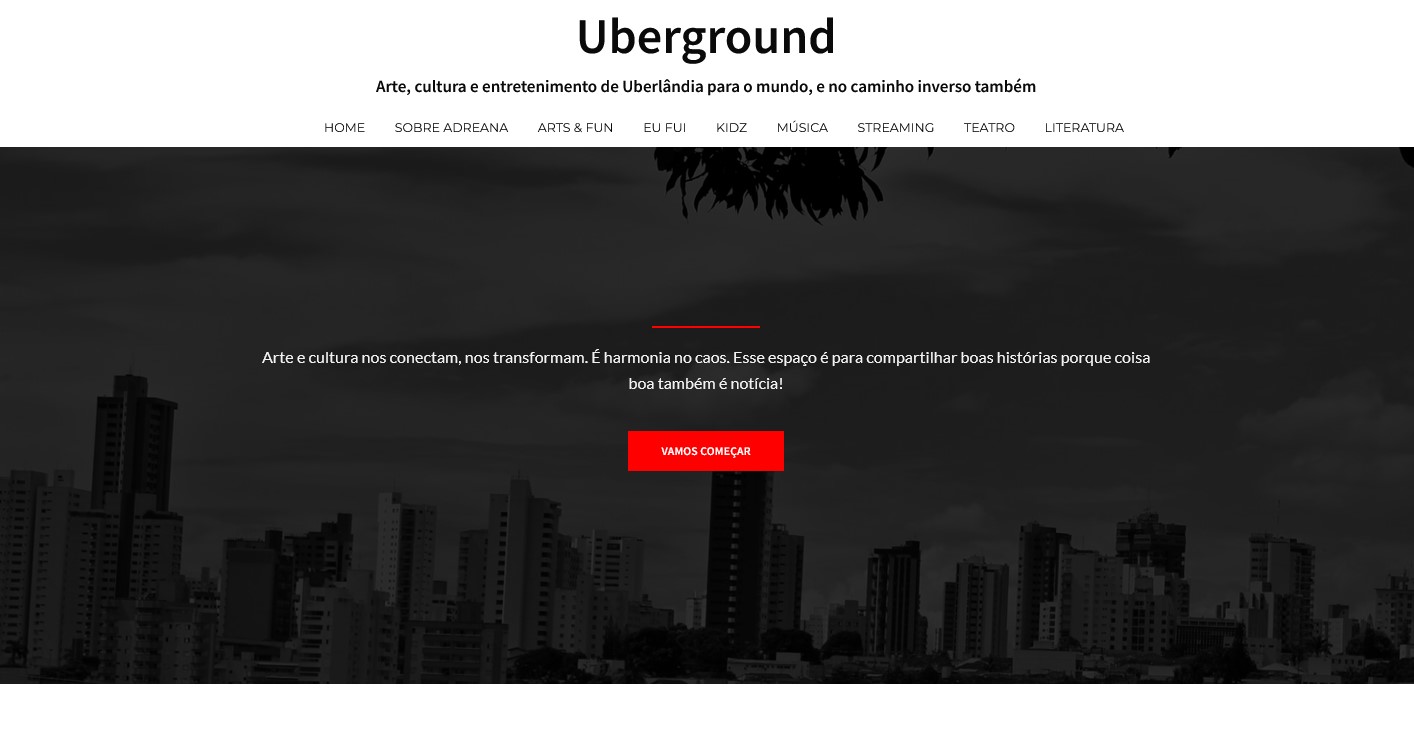 Uberground
Arte, cultura e entretenimento de Uberlândia para o mundo, e no caminho inverso também
HOME SOBRE ADREANA ARTS & FUN EU FUI KIDZ MÚSICA STREAMING TEATRO LITERATURA
Arte e cultura nos conectam, nos transformam. É harmonia no caos. Esse espaço é para compartilhar boas histórias porque coisa
boa também é notícia!
VAMOS COMEÇAR